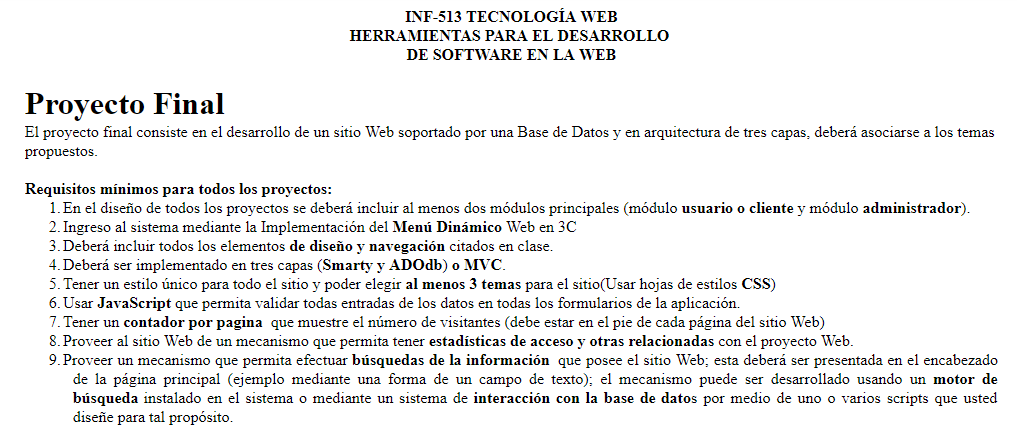 INF-513 TECNOLOGÍA WEB
HERRAMIENTAS PARA EL DESARROLLO
DE SOFTWARE EN LA WEB
Proyecto Final
El proyecto final consiste en el desarrollo de un sitio Web soportado por una Base de Datos y en arquitectura de tres capas, deberá asociarse a los temas
propuestos.
Requisitos mínimos para todos los proyectos:
1. En el diseño de todos los proyectos se deberá incluir al menos dos módulos principales (módulo usuario o cliente y módulo administrador).
2. Ingreso al sistema mediante la Implementación del Menú Dinámico Web en 3C
3. Deberá incluir todos los elementos de diseño y navegación citados en clase.
4. Deberá ser implementado en tres capas (Smarty y ADOdb) o MVC.
5. Tener un estilo único para todo el sitio y poder elegir al menos 3 temas para el sitio(Usar hojas de estilos CSS)
6. Usar JavaScript que permita validar todas entradas de los datos en todas los formularios de la aplicación.
7. Tener un contador por pagina que muestre el número de visitantes (debe estar en el pie de cada página del sitio Web)
8. Proveer al sitio Web de un mecanismo que permita tener estadísticas de acceso y otras relacionadas con el proyecto Web.
9. Proveer un mecanismo que permita efectuar búsquedas de la información que posee el sitio Web; esta deberá ser presentada en el encabezado
de la página principal (ejemplo mediante una forma de un campo de texto); el mecanismo puede ser desarrollado usando un motor de
búsqueda instalado en el sistema o mediante un sistema de interacción con la base de datos por medio de uno o varios scripts que usted
diseñe para tal propósito.